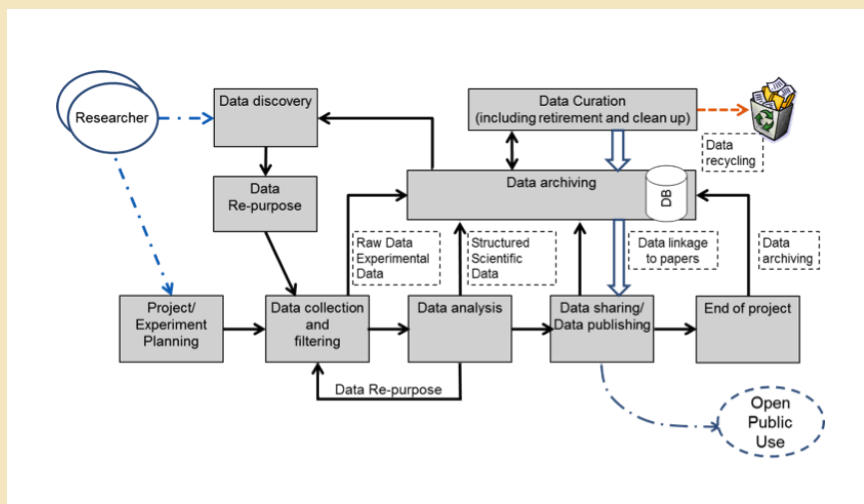 Researcher
Data discovery
Data Curation
(including retirement and clean up)
Data
recycling
Data
Re-purpose
Data archiving
DB
Raw Data
Experimental
Data
Structured
Scientific
Data
Data linkage
to papers
Data
archiving
Project/
Experiment
Planning
Data collection
and
filtering
Data analysis
Data sharing/
Data publishing
End of project
Data Re-purpose
Open
Public
Use